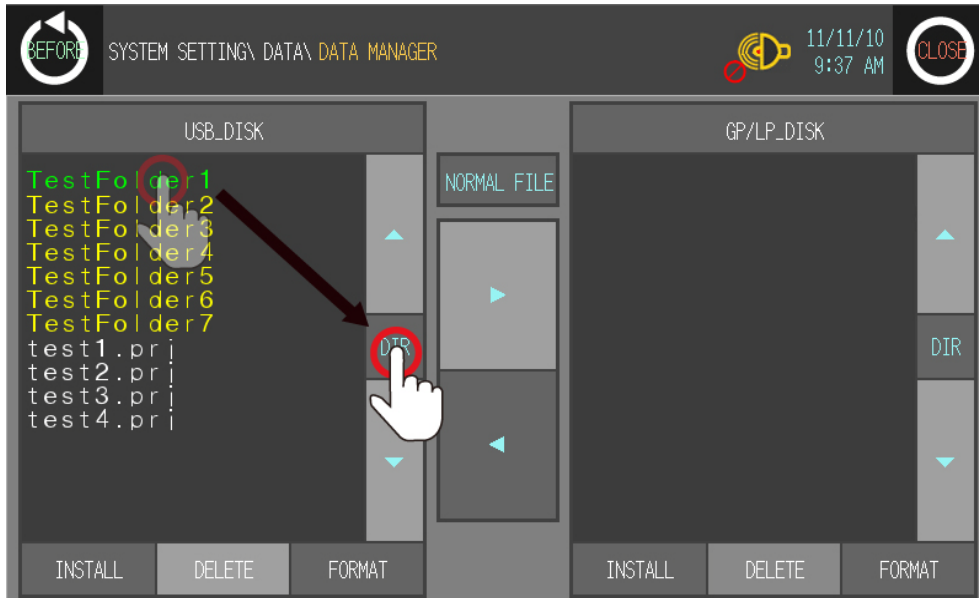 BEFORE
SYSTEM SETTING\ DATA\ DATA MANAGER
11/11/10
9:37 AM
CLOSE
USB_DISK
TestFolder1
TestFolder2
TestFolder3
TestFolder4
TestFolder5
TestFolder6
TestFolder7
test1.prj
test2.prj
test3.prj
test4.prj
DIR
INSTALL
DELETE
FORMAT
NORMAL FILE
GP/LP_DISK
DIR
INSTALL
DELETE
FORMAT